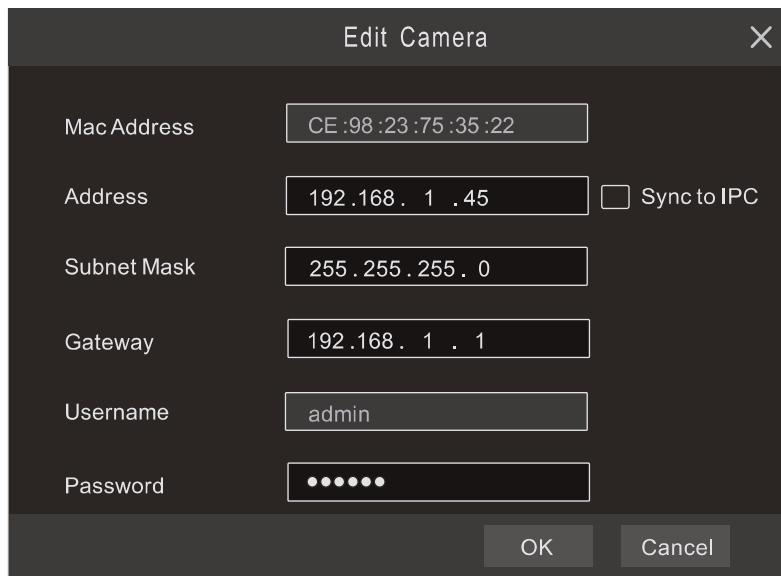 Edit Camera
Mac Address CE:98:23:75:35:22
Address 192.168. 1 .45 Sync to IPC
Subnet Mask 255.255.255. 0
Gateway 192.168. 1 . 1
Username admin
Password ●●●●●●
OK Cancel